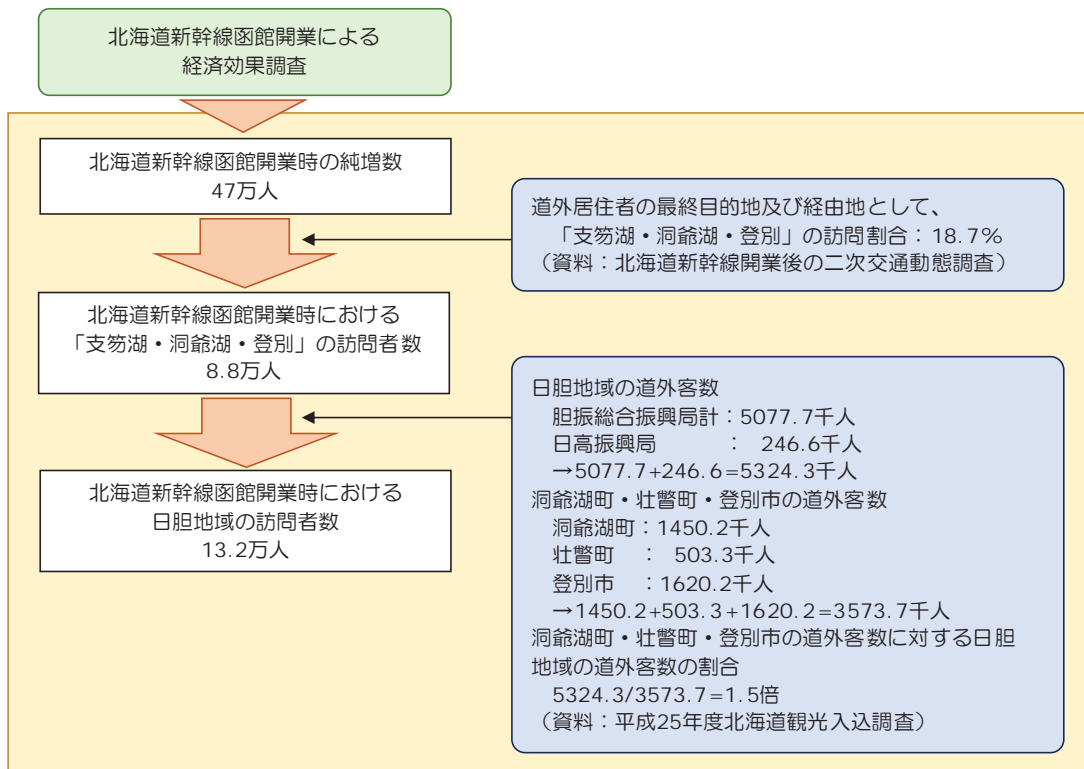 北海道新幹線函館開業による
経済効果調査
北海道新幹線函館開業時の純増数
47万人
道外居住者の最終目的地及び経由地として、
「支笏湖・洞爺湖・登別」の訪問割合：18.7%
（資料：北海道新幹線開業後の二次交通動態調査）
北海道新幹線函館開業時における
「支笏湖・洞爺湖・登別」の訪問者数
8.8万人
日胆地域の道外客数
胆振総合振興局計：5077.7千人
日高振興局　　　：　246.6千人
→5077.7+246.6=5324.3千人
洞爺湖町・壮瞥町・登別市の道外客数
洞爺湖町：1450.2千人
壮瞥町　：　503.3千人
登別市　：1620.2千人
→1450.2+503.3+1620.2=3573.7千人
洞爺湖町・壮瞥町・登別市の道外客数に対する日胆
地域の道外客数の割合
5324.3/3573.7=1.5倍
（資料：平成25年度北海道観光入込調査）
北海道新幹線函館開業時における
日胆地域の訪問者数
13.2万人